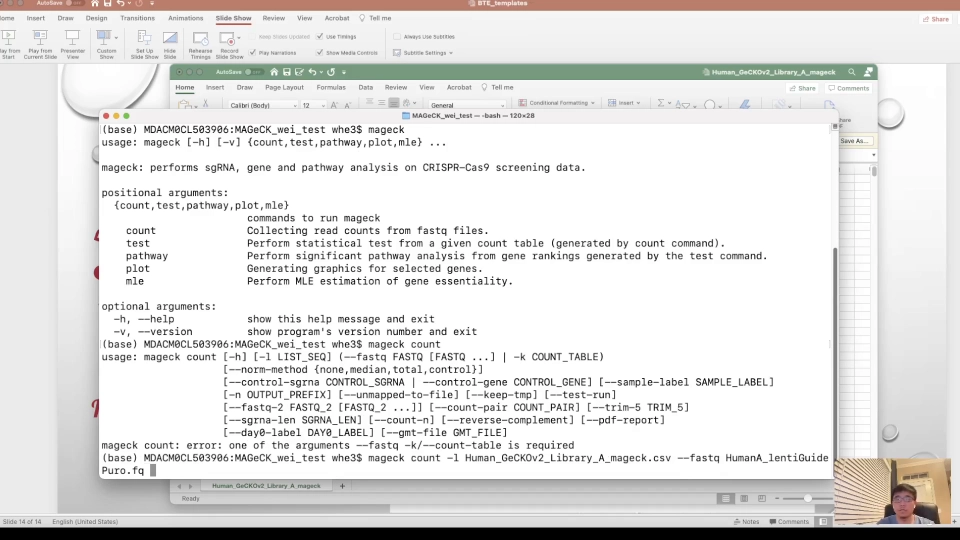 BTE_templates
ome Insert Draw Design Transitions Animations Slide Show Review View Acrobat Tell me
Share
Play from Start
Play from Current Slide
Presenter View
Custom Show
Set Up Slide Show
Hide Slide
Rehearse Timings
Record Slide Show
Keep Slides Updated
Use Timings
Play Narrations
Show Media Controls
Always Use Subtitles
Subtitle Settings
AutoSave
Human_GeCKOv2_Library_A_mageck
Home Insert Draw Page Layout Formulas Data Review View Acrobat Tell me
Share Comments
Calibri (Body) 12 General Conditional Formatting Insert
Save As...
MAGeCK_wei_test — -bash — 120×28
(base) MDACM0CL503906:MAGeCK_wei_test whe3$ mageck
usage: mageck [-h] [-v] {count,test,pathway,plot,mle} ...
mageck: performs sgRNA, gene and pathway analysis on CRISPR-Cas9 screening data.
positional arguments:
{count,test,pathway,plot,mle}
commands to run mageck
count Collecting read counts from fastq files.
test Perform statistical test from a given count table (generated by count command).
pathway Perform significant pathway analysis from gene rankings generated by the test command.
plot Generating graphics for selected genes.
mle Perform MLE estimation of gene essentiality.
optional arguments:
-h, --help show this help message and exit
-v, --version show program's version number and exit
(base) MDACM0CL503906:MAGeCK_wei_test whe3$ mageck count
usage: mageck count [-h] [-l LIST_SEQ] (--fastq FASTQ [FASTQ ...] | -k COUNT_TABLE)
[--norm-method {none,median,total,control}]
[--control-sgrna CONTROL_SGRNA | --control-gene CONTROL_GENE] [--sample-label SAMPLE_LABEL]
[-n OUTPUT_PREFIX] [--unmapped-to-file] [--keep-tmp] [--test-run]
[--fastq-2 FASTQ_2 [FASTQ_2 ...]] [--count-pair COUNT_PAIR] [--trim-5 TRIM_5]
[--sgrna-len SGRNA_LEN] [--count-n] [--reverse-complement] [--pdf-report]
[--day0-label DAY0_LABEL] [--gmt-file GMT_FILE]
mageck count: error: one of the arguments --fastq -k/--count-table is required
(base) MDACM0CL503906:MAGeCK_wei_test whe3$ mageck count -l Human_GeCKOv2_Library_A_mageck.csv --fastq HumanA_lentiGuide
Puro.fq
Human_GeCKOv2_Library_A_mageck
Ready
Slide 14 of 14 English (United States)
Notes Comments